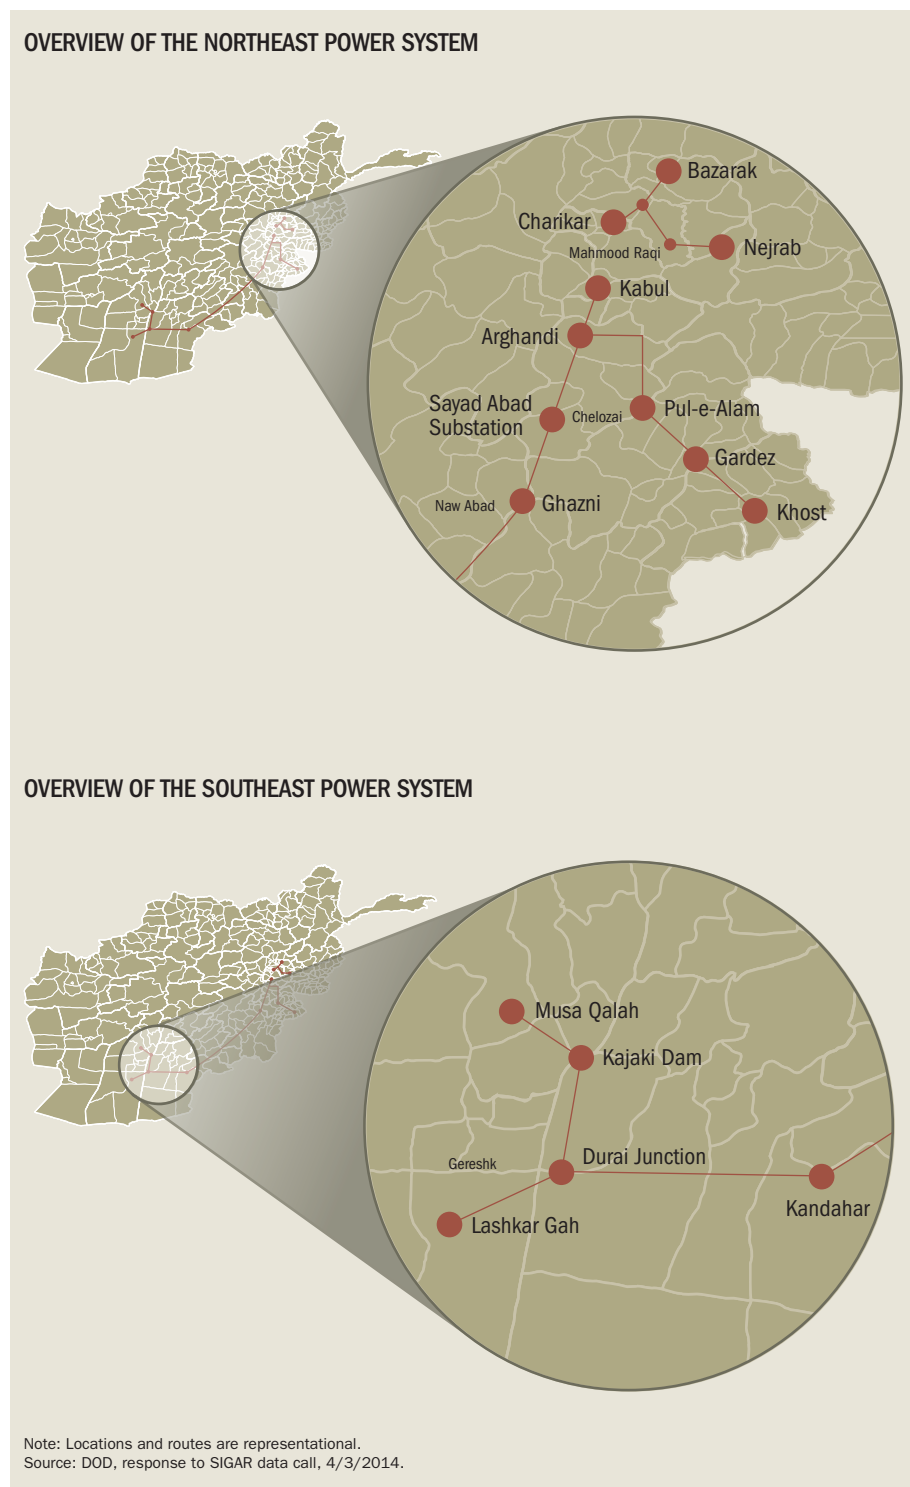 OVERVIEW OF THE NORTHEAST POWER SYSTEM
Bazarak
Charikar
Mahmood Raqi
Nejrab
Kabul
Arghandi
Sayad Abad
Substation
Chelozai
Pul-e-Alam
Gardez
Naw Abad
Ghazni
Khost
OVERVIEW OF THE SOUTHEAST POWER SYSTEM
Musa Qalah
Kajaki Dam
Durai Junction
Gereshk
Kandahar
Lashkar Gah
Note: Locations and routes are representational.
Source: DOD, response to SIGAR data call, 4/3/2014.